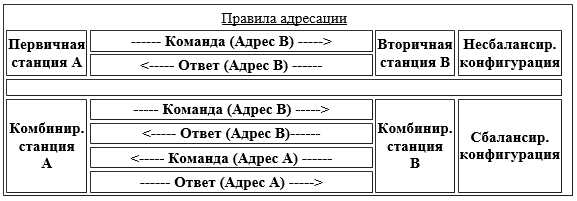 Правила адресации
Первичная станция A
------ Команда (Адрес B) ----->
<----- Ответ (Адрес B) ------
Вторичная станция B
Несбалансир. конфигурация
Комбинир. станция A
----- Команда (Адрес B) ----->
<----- Ответ (Адрес B)------
<----- Команда (Адрес A) ------
------ Ответ (Адрес A) ----->
Комбинир. станция B
Сбалансир. конфигурация